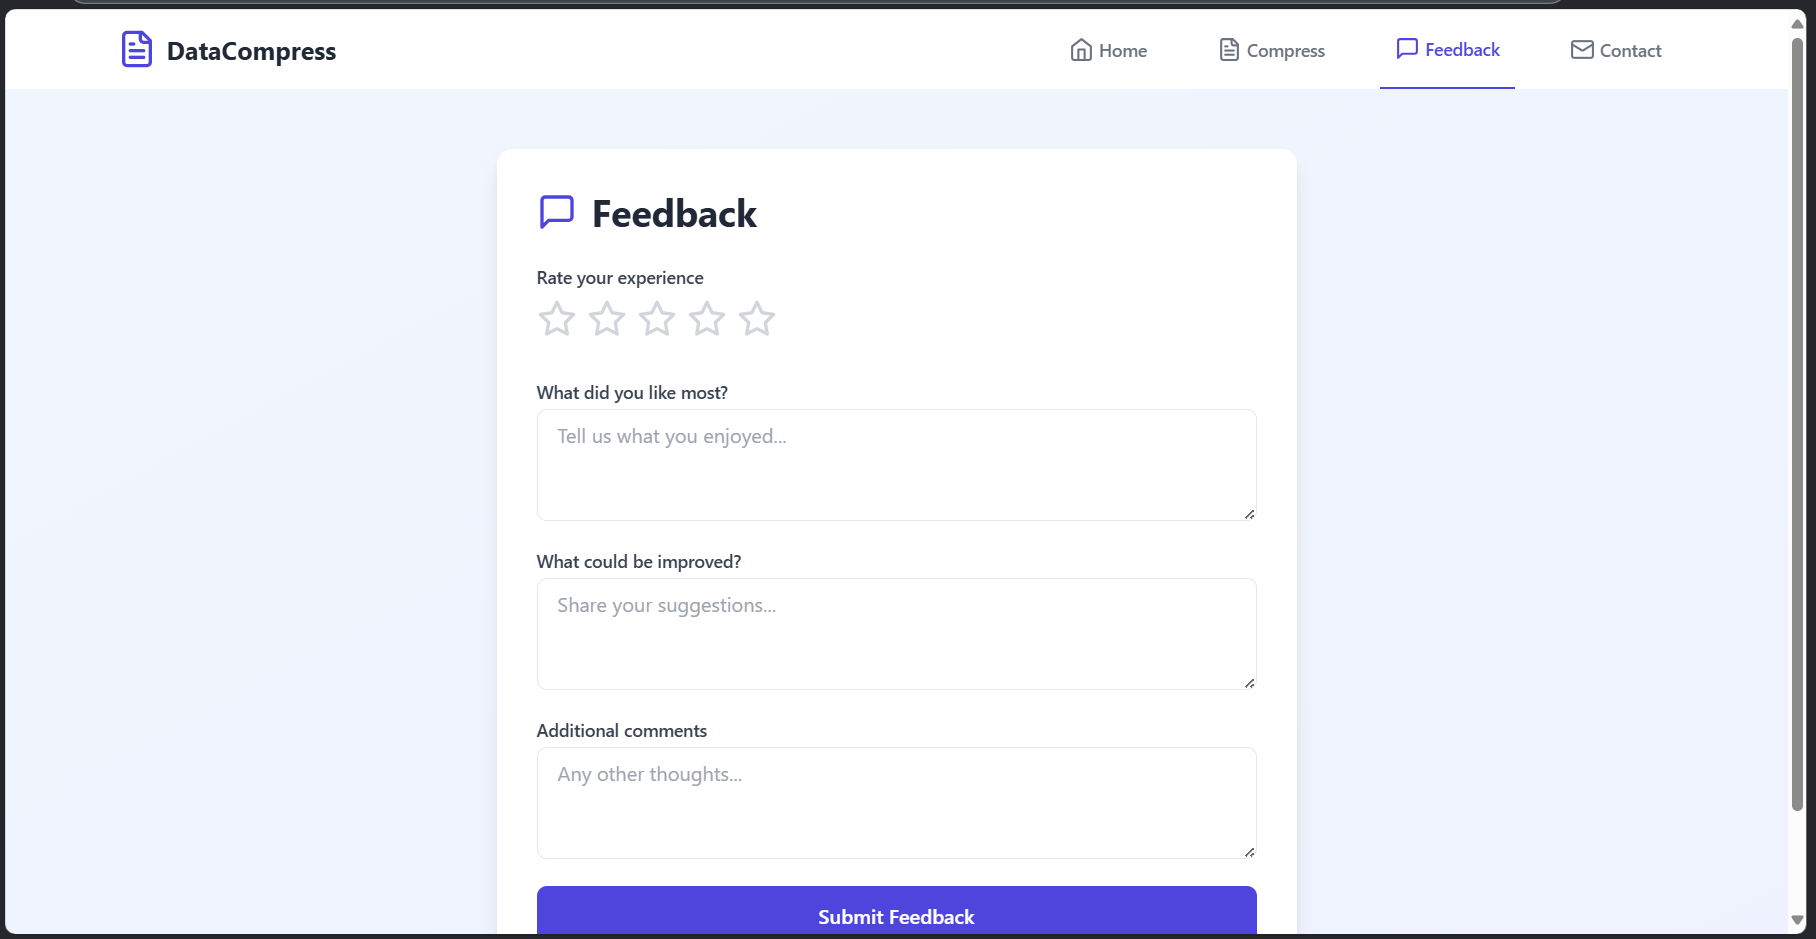 DataCompress
Home
Compress
Feedback
Contact
Feedback
Rate your experience
What did you like most?
Tell us what you enjoyed...
What could be improved?
Share your suggestions...
Additional comments
Any other thoughts...
Submit Feedback